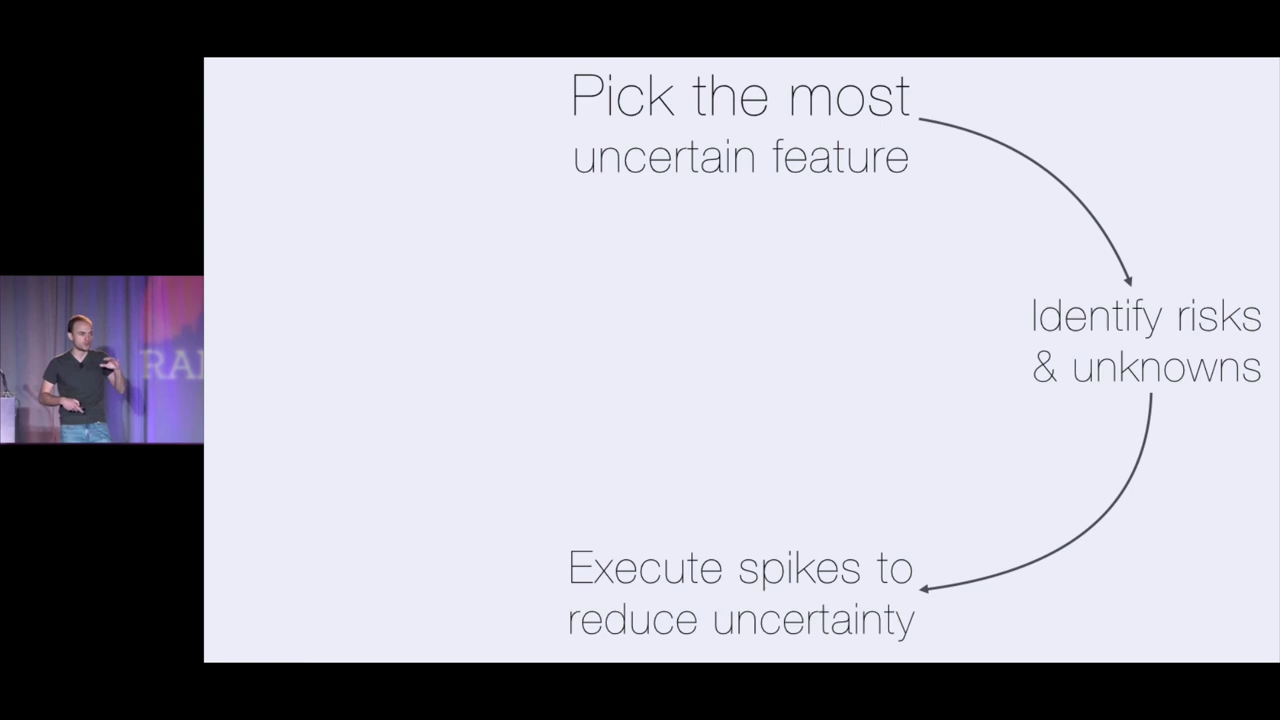 Pick the most
uncertain feature
Identify risks
& unknowns
Execute spikes to
reduce uncertainty